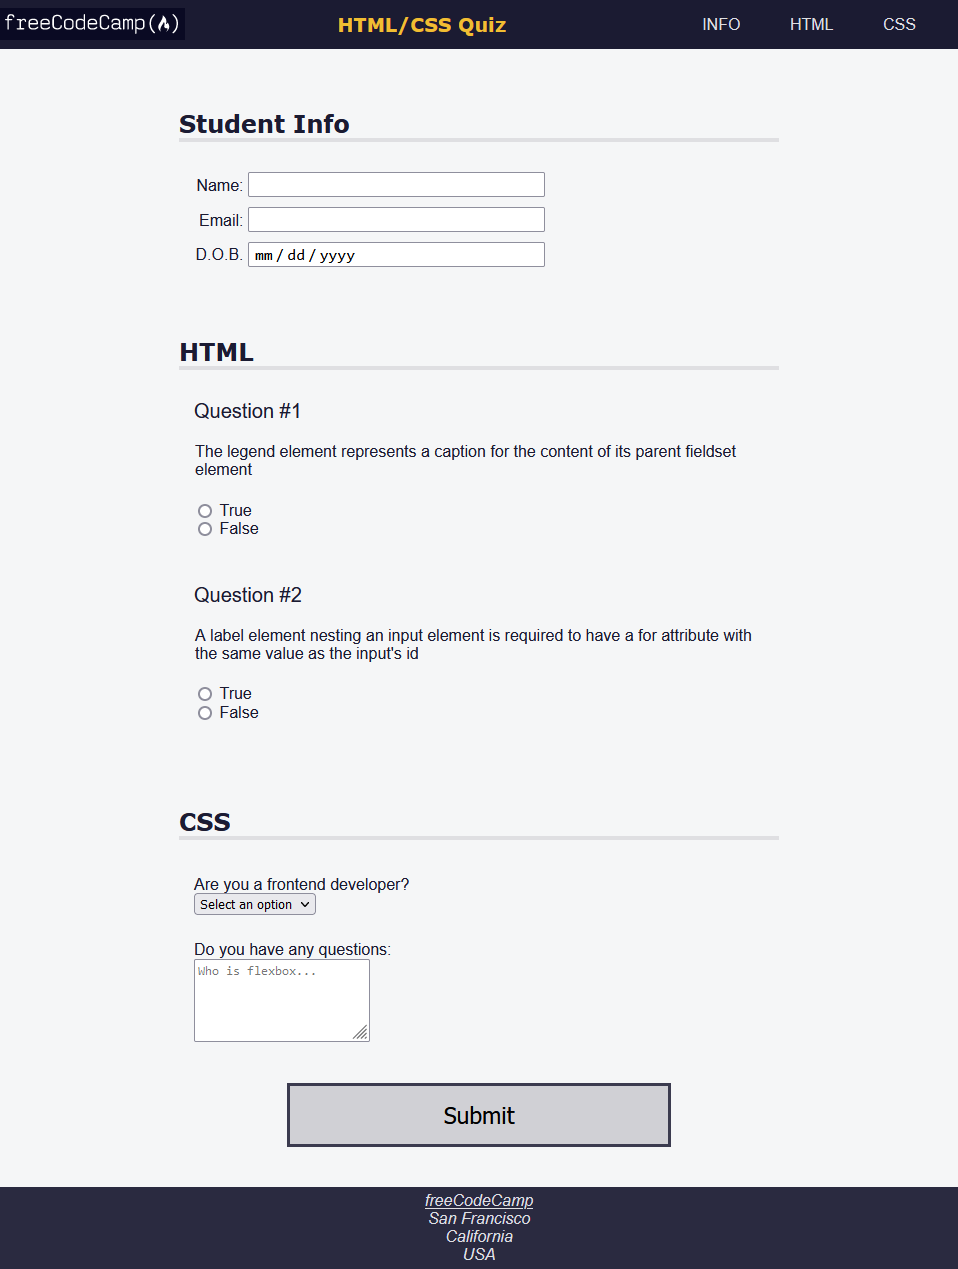 freeCodeCamp(🔥)
HTML/CSS Quiz
INFO
HTML
CSS
Student Info
Name:
Email:
D.O.B. mm / dd / yyyy
HTML
Question #1
The legend element represents a caption for the content of its parent fieldset
element
True
False
Question #2
A label element nesting an input element is required to have a for attribute with
the same value as the input's id
True
False
CSS
Are you a frontend developer?
Select an option
Do you have any questions:
Who is flexbox...
Submit
freeCodeCamp
San Francisco
California
USA